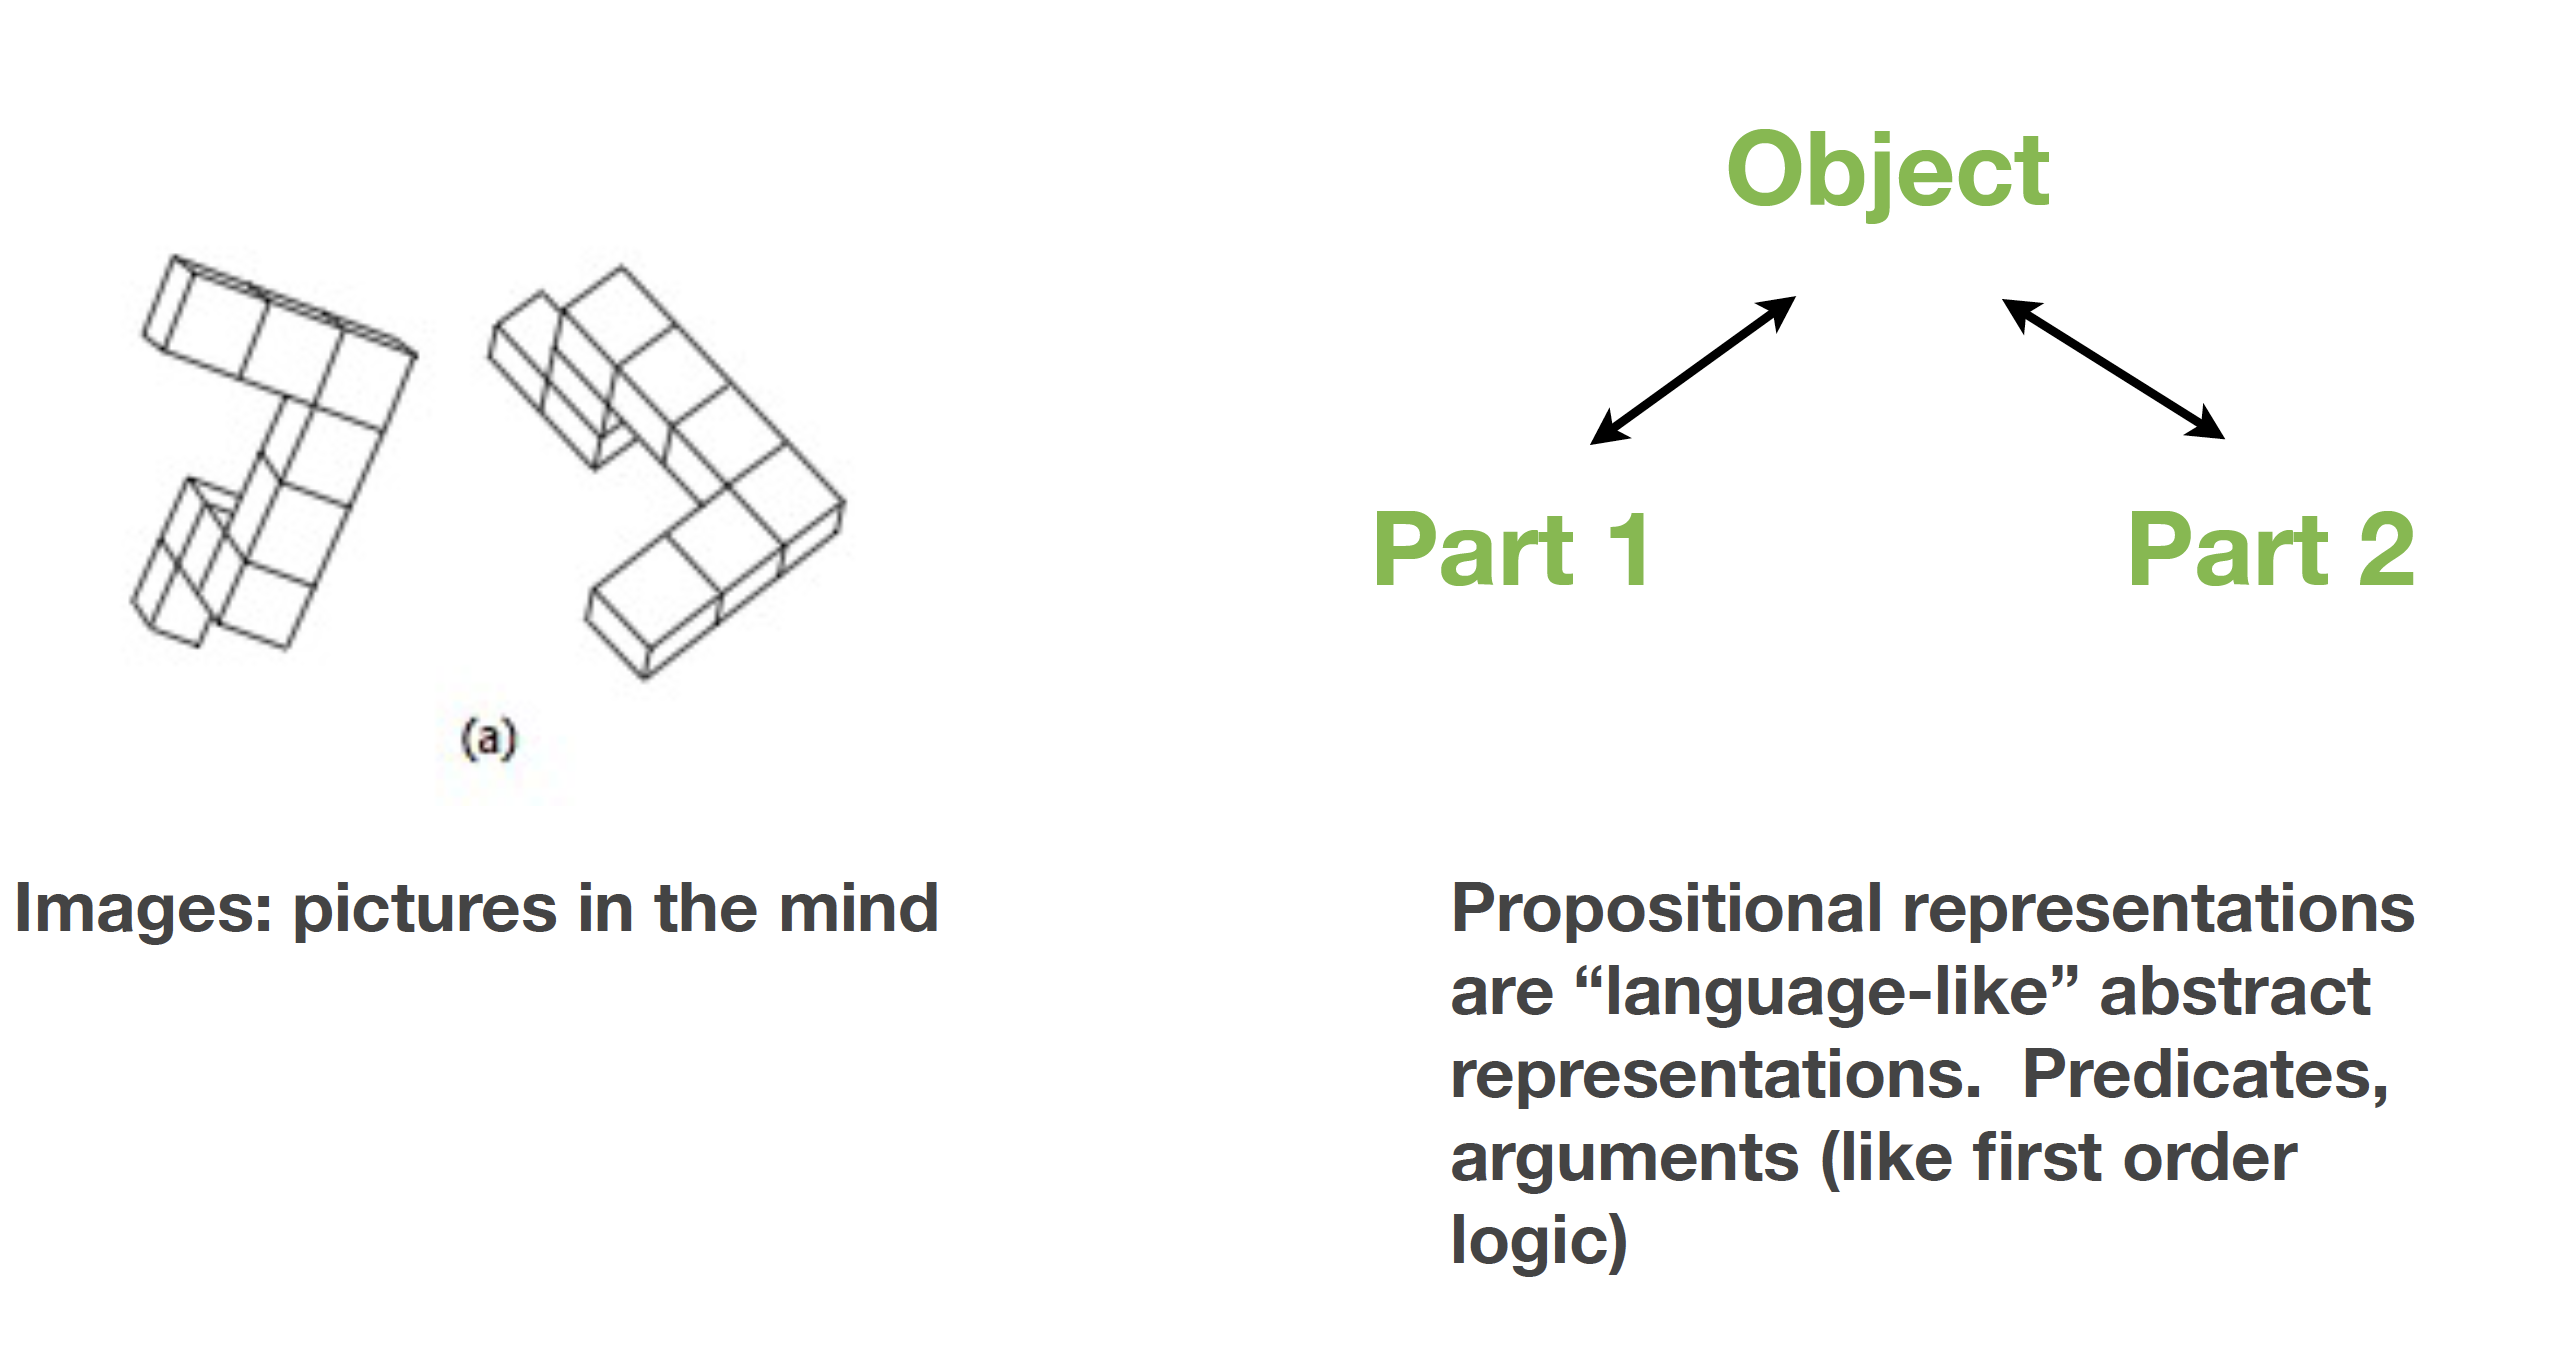 Object
Part 1
Part 2
(a)
Images: pictures in the mind
Propositional representations
are “language-like” abstract
representations.  Predicates,
arguments (like first order
logic)